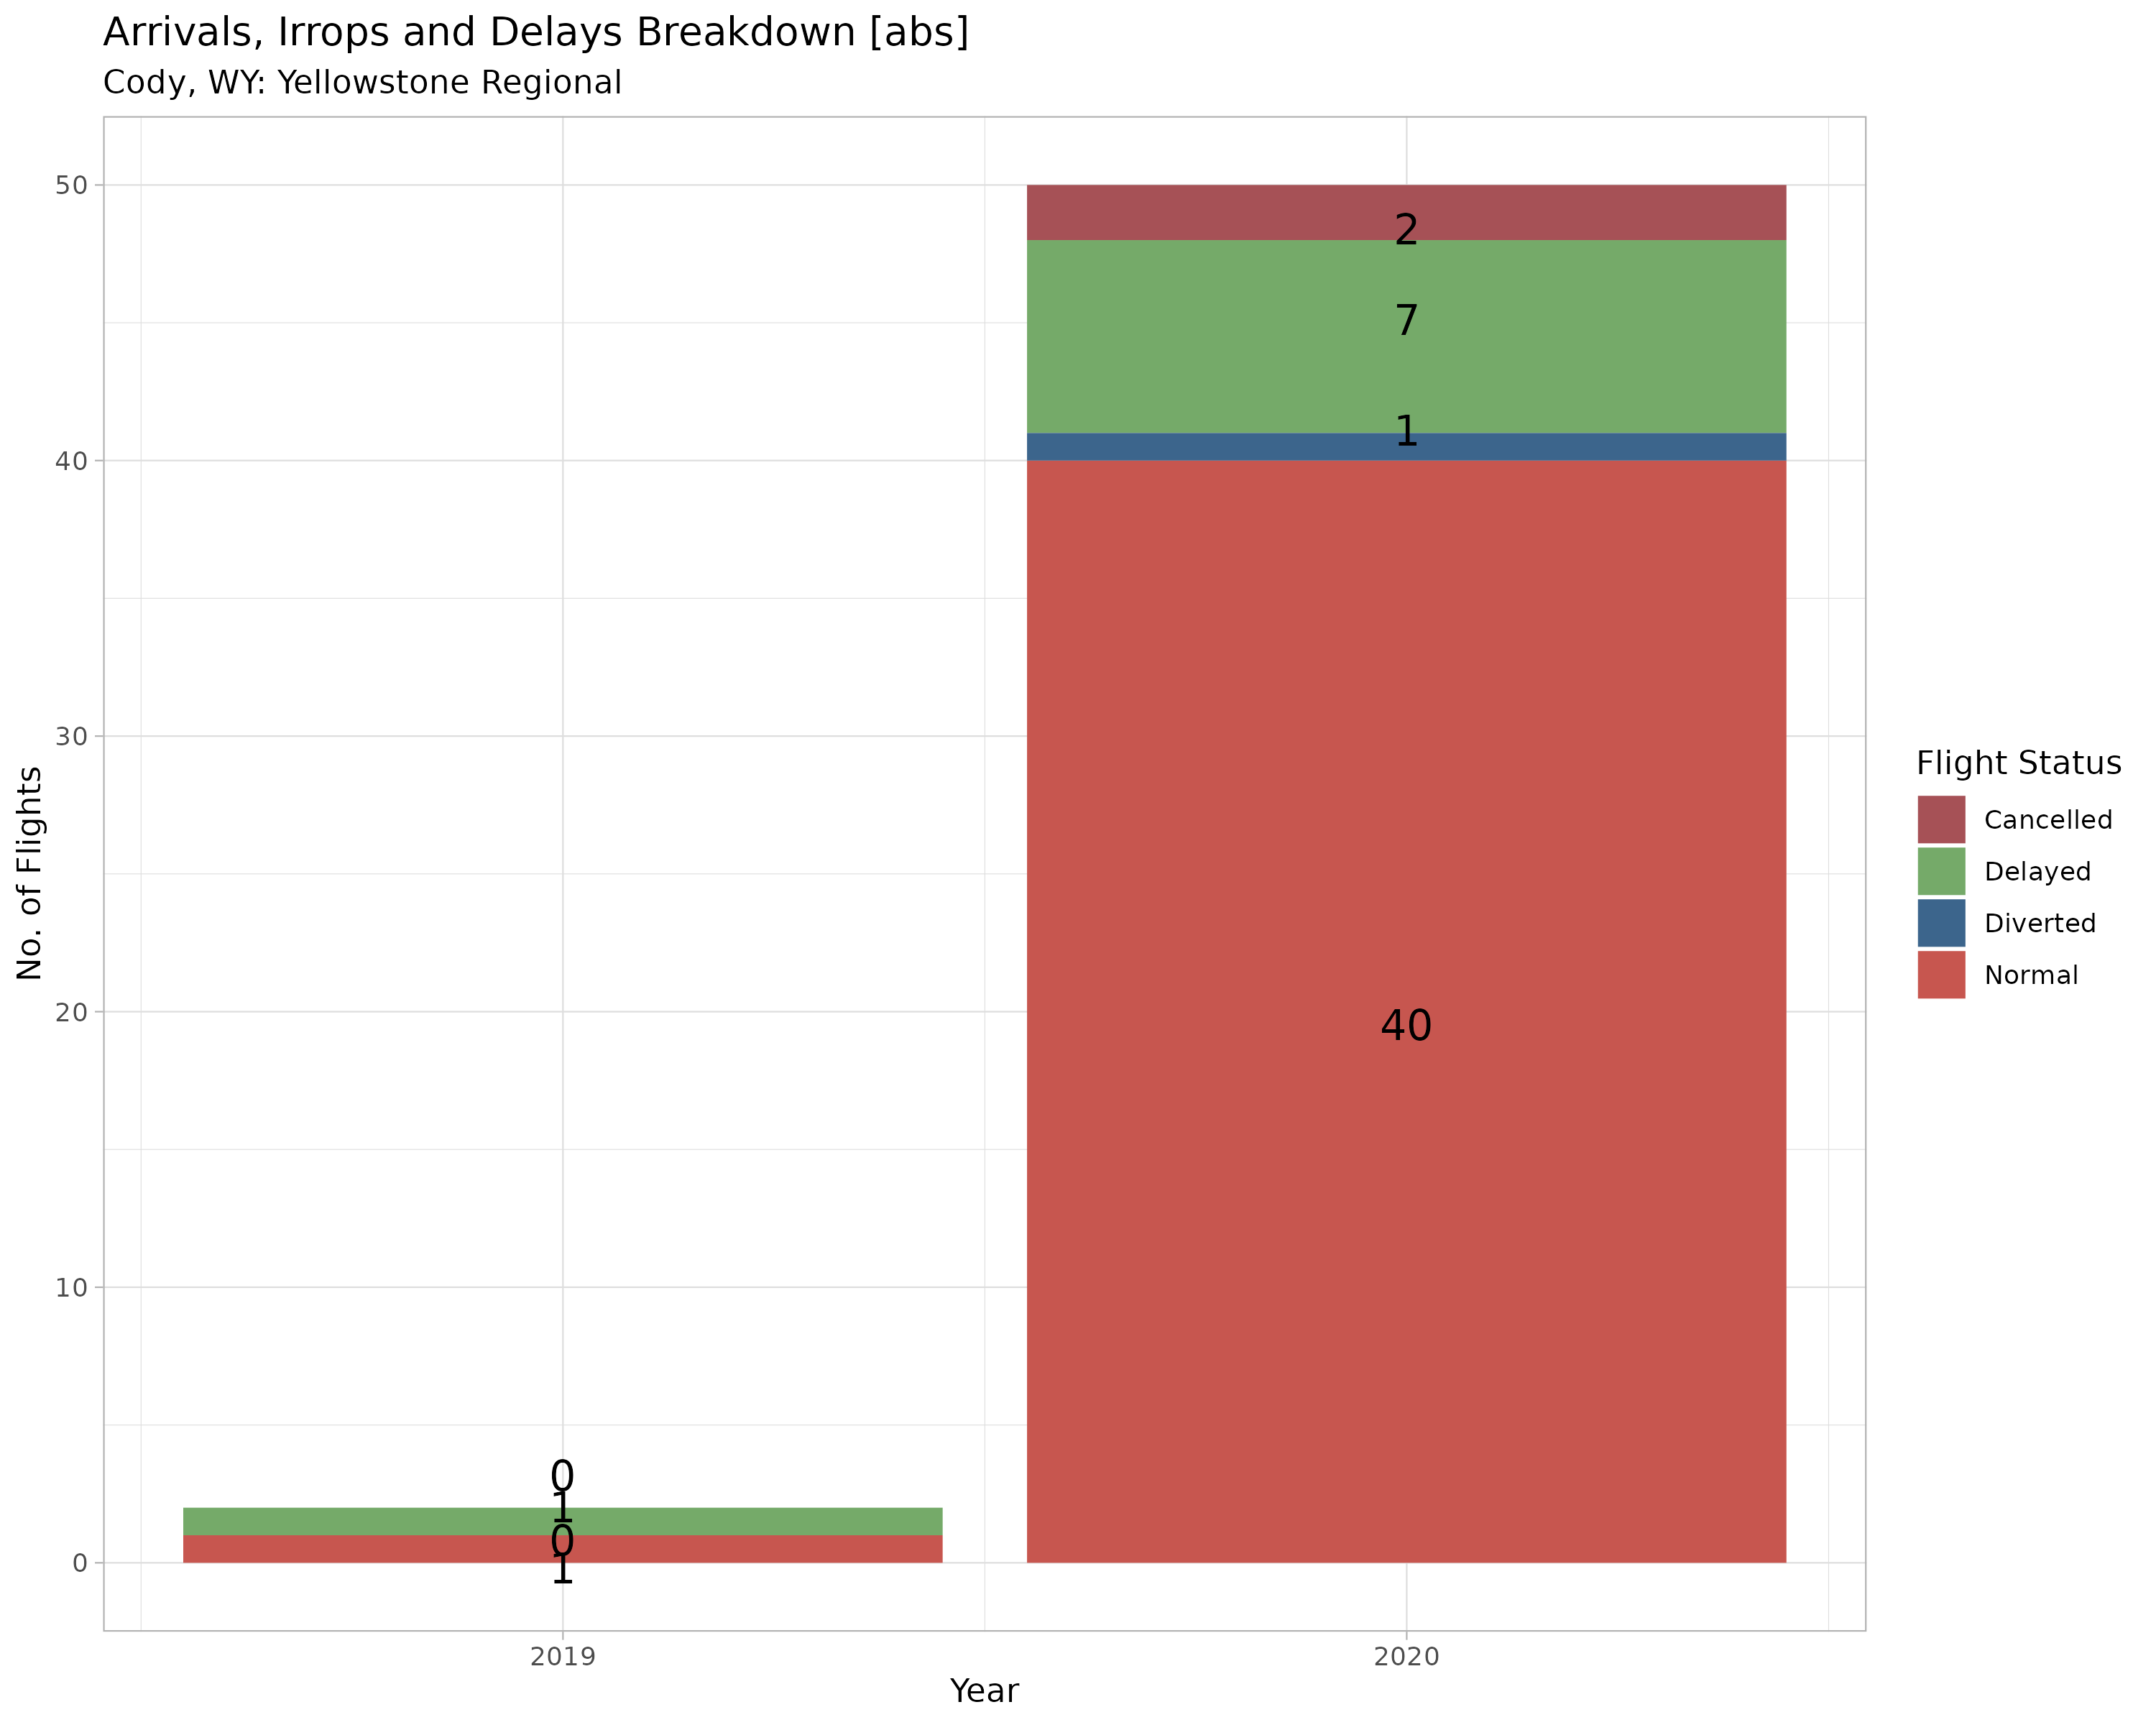 Arrivals, Irrops and Delays Breakdown [abs]
Cody, WY: Yellowstone Regional
50
40
30
20
10
0
No. of Flights
2
7
1
40
0
1
0
1
2019
2020
Year
Flight Status
Cancelled
Delayed
Diverted
Normal